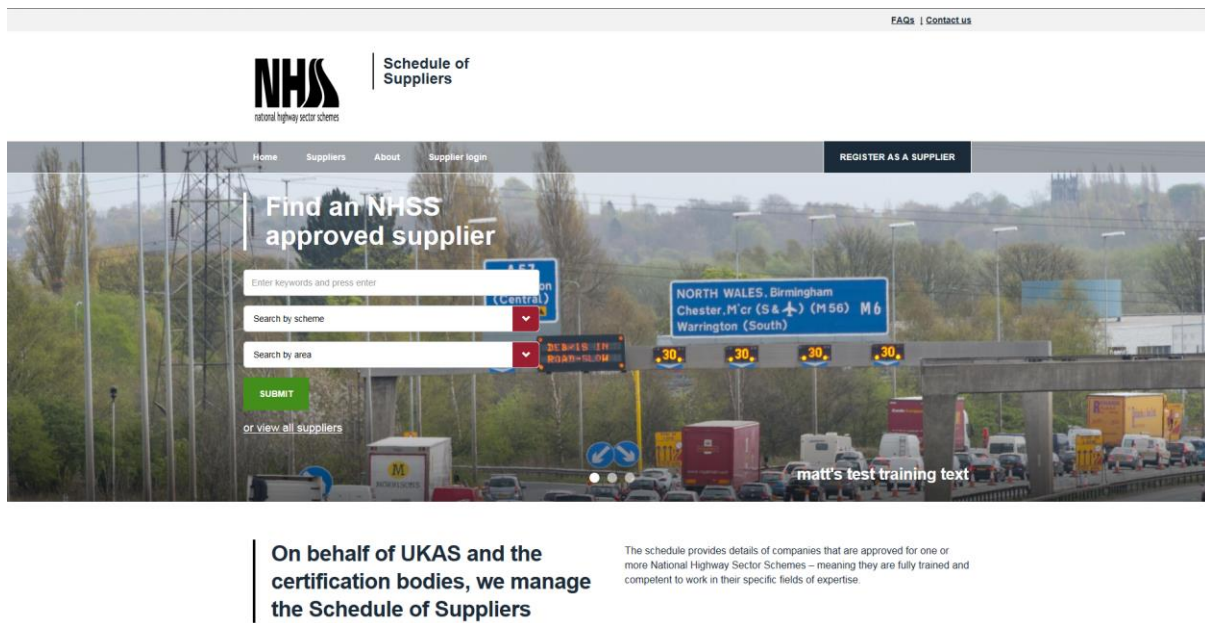 FAQs | Contact us
NHSS
national highway sector schemes
Schedule of
Suppliers
Home Suppliers About Supplier login
REGISTER AS A SUPPLIER
Find an NHSS
approved supplier
Enter keywords and press enter
Search by scheme
Search by area
SUBMIT
or view all suppliers
A57
on
(Central)
DEBRIS IN
ROAD-SLOW
NORTH WALES, Birmingham
Chester, M'cr (S & ) (M56) M6
Warrington (South)
30 30 30 30
M
MORRISONS
matt's test training text
On behalf of UKAS and the
certification bodies, we manage
the Schedule of Suppliers
The schedule provides details of companies that are approved for one or
more National Highway Sector Schemes – meaning they are fully trained and
competent to work in their specific fields of expertise.